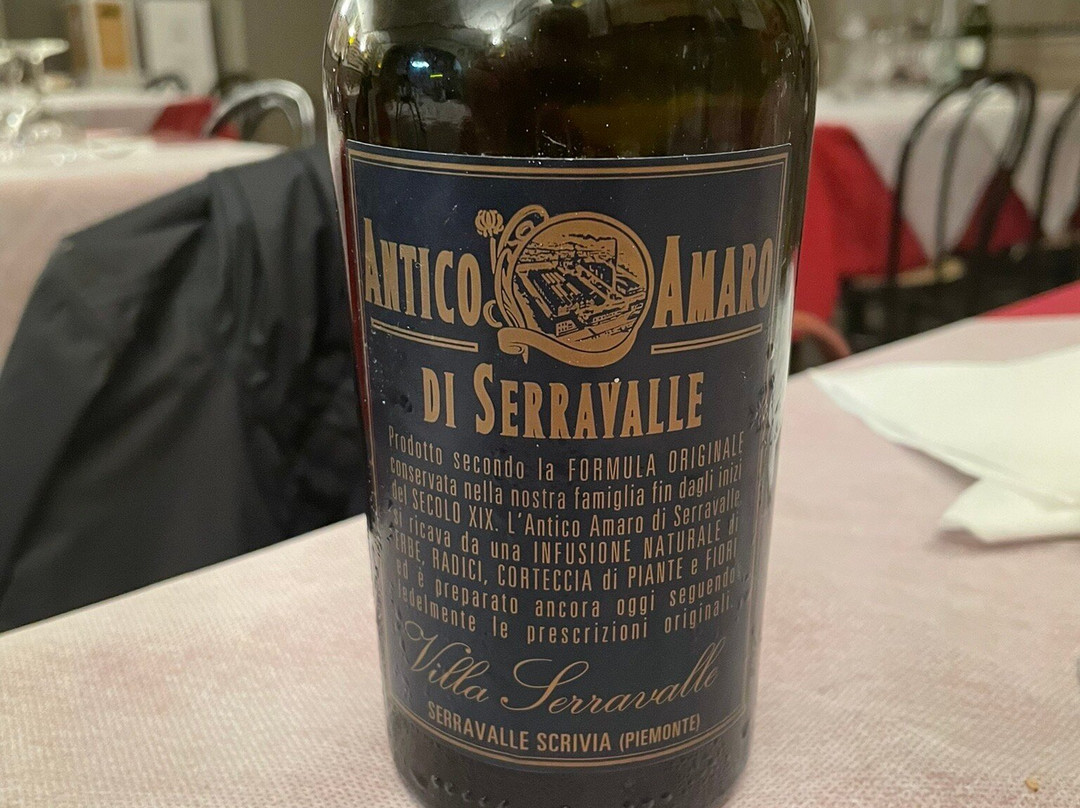 ANTICO AMARO
DI SERRAVALLE
Prodotto secondo la FORMULA ORIGINALE
conservata nella nostra famiglia fin dagli inizi
del SECOLO XIX. L'Antico Amaro di Serravalle,
si ricava da una INFUSIONE NATURALE di
ERBE, RADICI, CORTECCIA di PIANTE e FIORI
ed è preparato ancora oggi seguendo
fedelmente le prescrizioni originali.
Villa Serravalle
SERRAVALLE SCRIVIA (PIEMONTE)